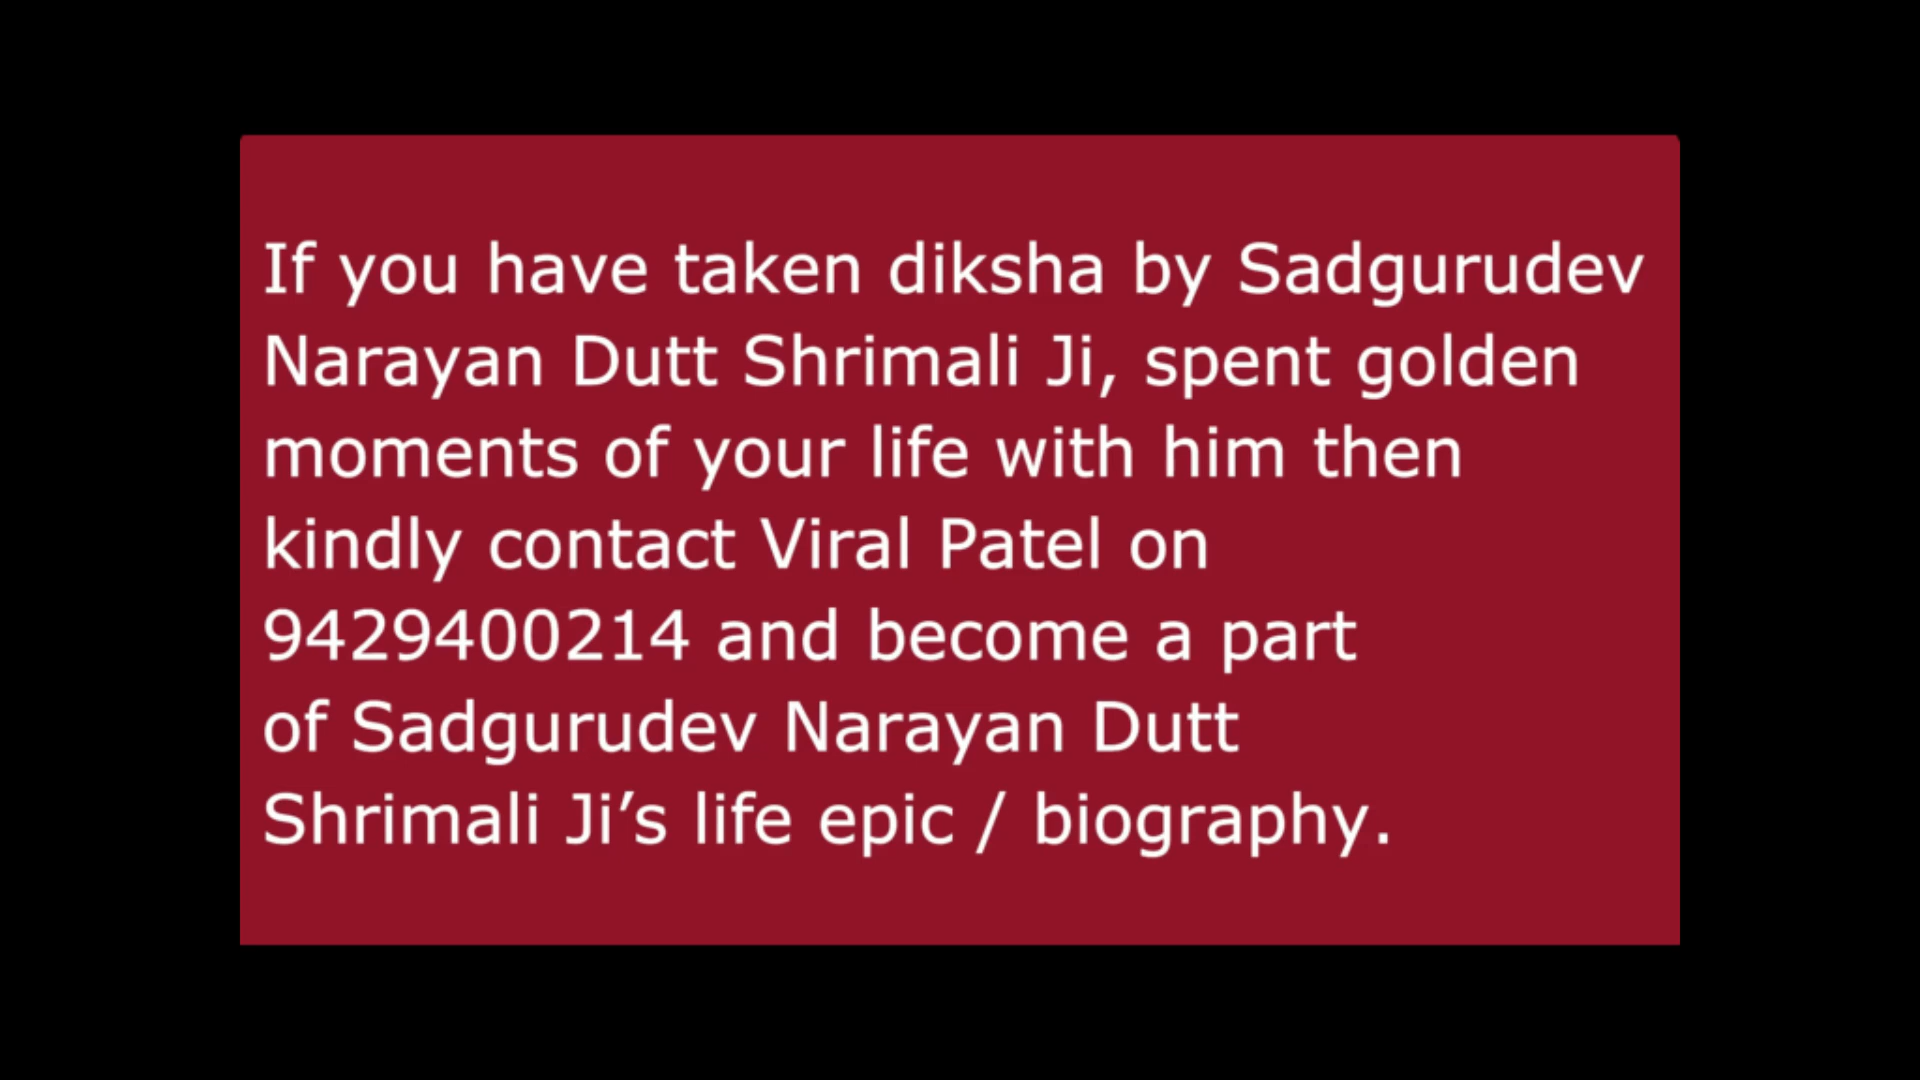 If you have taken diksha by Sadgurudev
Narayan Dutt Shrimali Ji, spent golden
moments of your life with him then
kindly contact Viral Patel on
9429400214 and become a part
of Sadgurudev Narayan Dutt
Shrimali Ji’s life epic / biography.